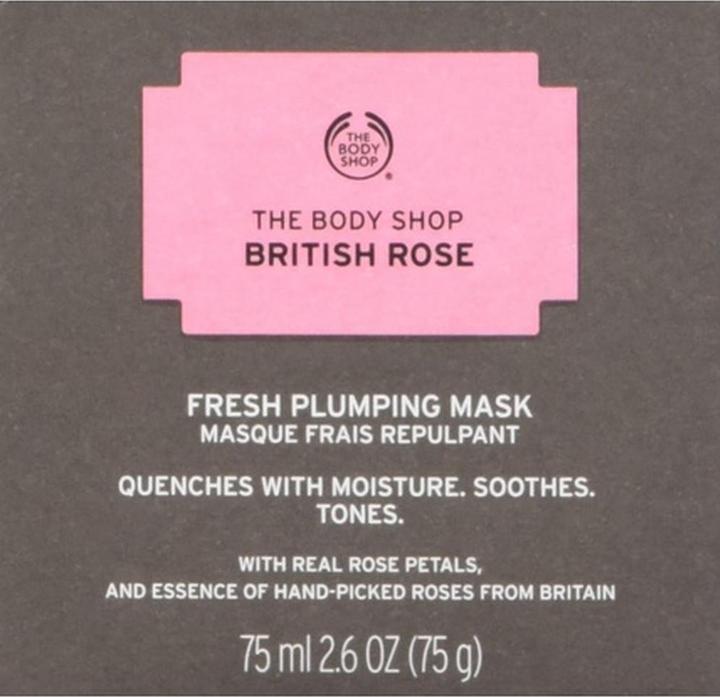 THE
BODY
SHOP
®
THE BODY SHOP
BRITISH ROSE
FRESH PLUMPING MASK
MASQUE FRAIS REPULPANT
QUENCHES WITH MOISTURE. SOOTHES.
TONES.
WITH REAL ROSE PETALS,
AND ESSENCE OF HAND-PICKED ROSES FROM BRITAIN
75 ml 2.6 OZ (75 g)